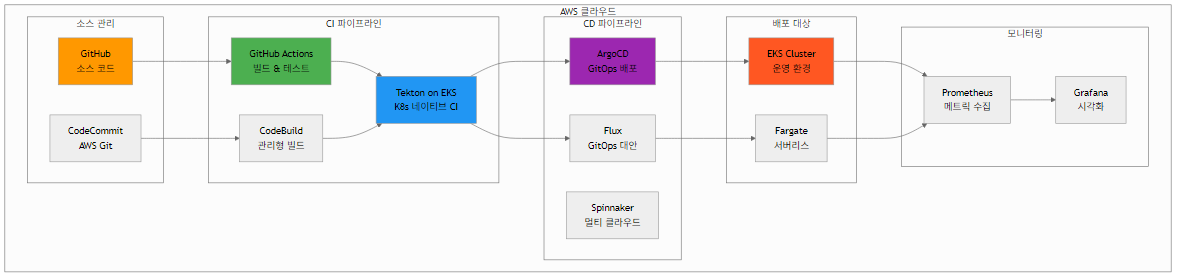 AWS 클라우드
소스 관리
GitHub
소스 코드
CodeCommit
AWS Git
CI 파이프라인
GitHub Actions
빌드 & 테스트
CodeBuild
관리형 빌드
Tekton on EKS
K8s 네이티브 CI
CD 파이프라인
ArgoCD
GitOps 배포
Flux
GitOps 대안
Spinnaker
멀티 클라우드
배포 대상
EKS Cluster
운영 환경
Fargate
서버리스
모니터링
Prometheus
메트릭 수집
Grafana
시각화